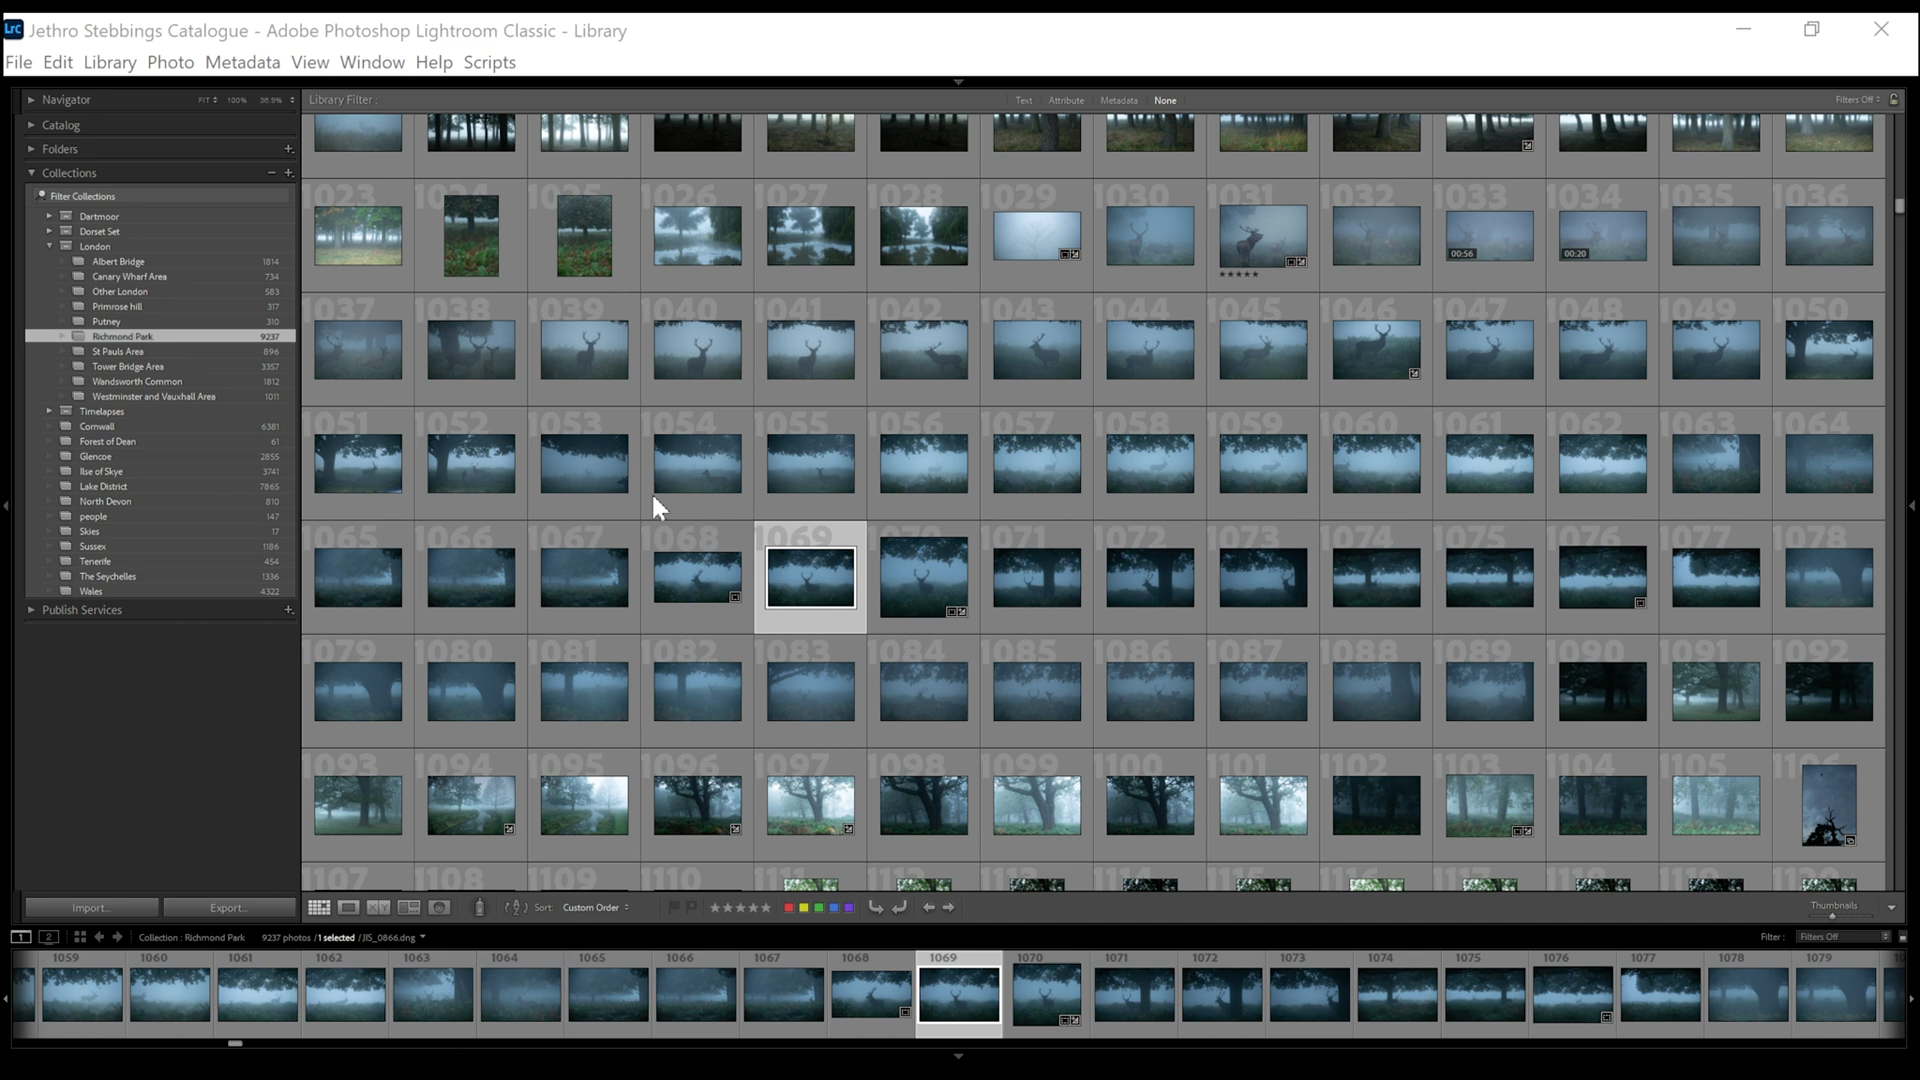 Lrc Jethro Stebbings Catalogue - Adobe Photoshop Lightroom Classic - Library
File Edit Library Photo Metadata View Window Help Scripts
Navigator FIT 100% 36.9%
Library Filter : Text Attribute Metadata None Filters Off
Catalog
Folders
Collections
Filter Collections
Dartmoor
Dorset Set
London
Albert Bridge 1814
Canary Wharf Area 734
Other London 583
Primrose hill 317
Putney 310
Richmond Park 9237
St Pauls Area 896
Tower Bridge Area 3357
Wandsworth Common 1812
Westminster and Vauxhall Area 1011
Timelapses
Cornwall 6381
Forest of Dean 61
Glencoe 2855
Ilse of Skye 3741
Lake District 7865
North Devon 810
people 147
Skies 17
Sussex 1186
Tenerife 454
The Seychelles 1336
Wales 4322
Publish Services
1023 1024 1025 1026 1027 1028 1029 1030 1031 1032 1033 1034 1035 1036
00:56 00:20
1037 1038 1039 1040 1041 1042 1043 1044 1045 1046 1047 1048 1049 1050
1051 1052 1053 1054 1055 1056 1057 1058 1059 1060 1061 1062 1063 1064
1065 1066 1067 1068 1069 1070 1071 1072 1073 1074 1075 1076 1077 1078
1079 1080 1081 1082 1083 1084 1085 1086 1087 1088 1089 1090 1091 1092
1093 1094 1095 1096 1097 1098 1099 1100 1101 1102 1103 1104 1105 1106
1107 1108 1109 1110
Import... Export... Sort: Custom Order Thumbnails
1 2 Collection : Richmond Park 9237 photos / 1 selected / JIS_0866.dng Filter : Filters Off
1059 1060 1061 1062 1063 1064 1065 1066 1067 1068 1069 1070 1071 1072 1073 1074 1075 1076 1077 1078 1079